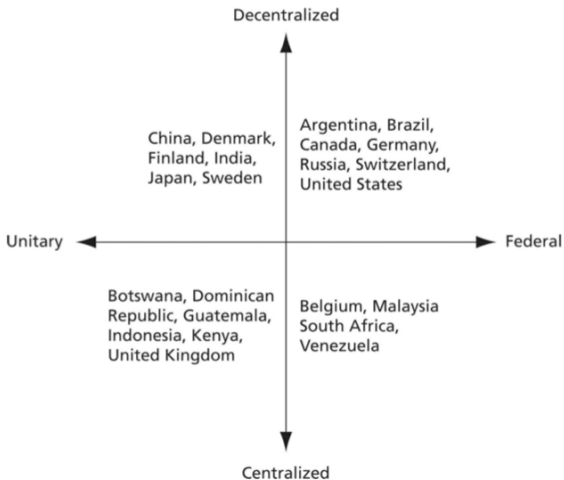 Decentralized
China, Denmark,
Finland, India,
Japan, Sweden
Argentina, Brazil,
Canada, Germany,
Russia, Switzerland,
United States
Unitary
Federal
Botswana, Dominican
Republic, Guatemala,
Indonesia, Kenya,
United Kingdom
Belgium, Malaysia
South Africa,
Venezuela
Centralized